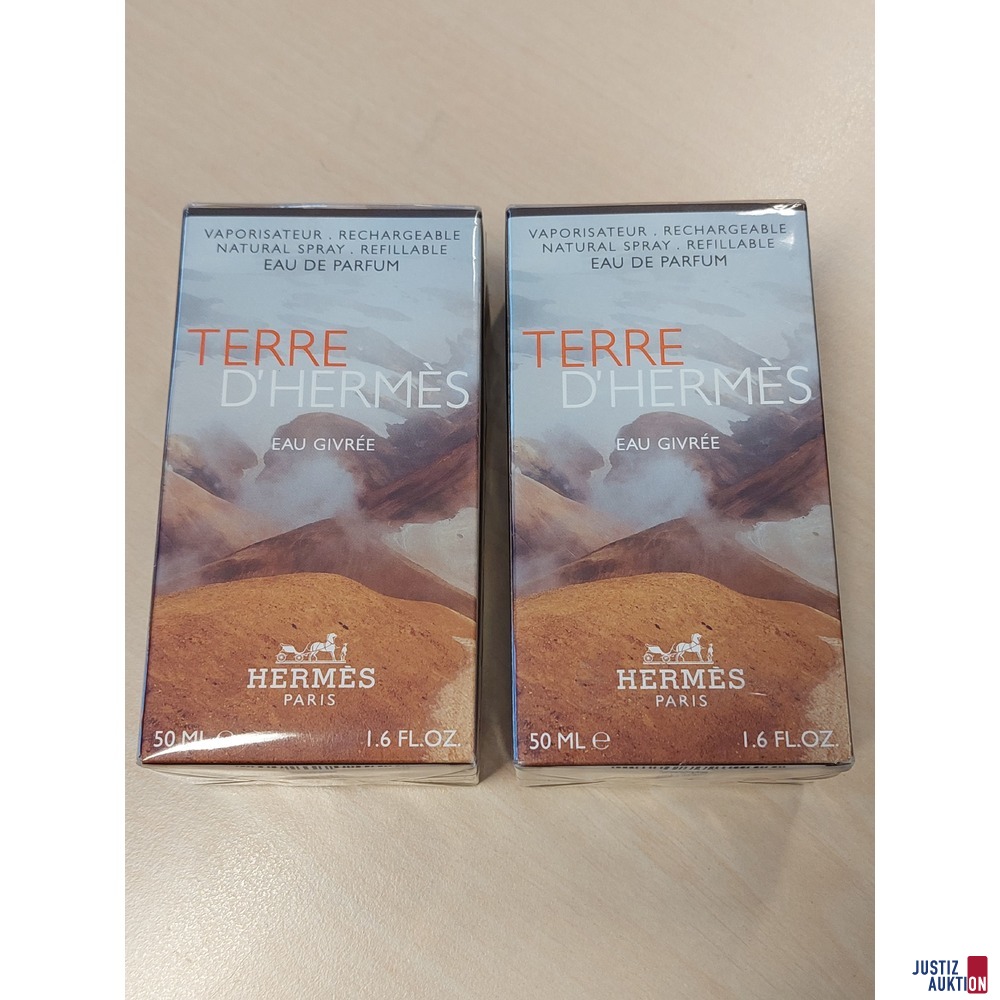 VAPORISATEUR . RECHARGEABLE
NATURAL SPRAY . REFILLABLE
EAU DE PARFUM
TERRE
D'HERMÈS
EAU GIVRÉE
HERMÈS
PARIS
50 ML e 1.6 FL.OZ.
VAPORISATEUR . RECHARGEABLE
NATURAL SPRAY . REFILLABLE
EAU DE PARFUM
TERRE
D'HERMÈS
EAU GIVRÉE
HERMÈS
PARIS
50 ML ℮ 1.6 FL.OZ.
JUSTIZ
AUKTION